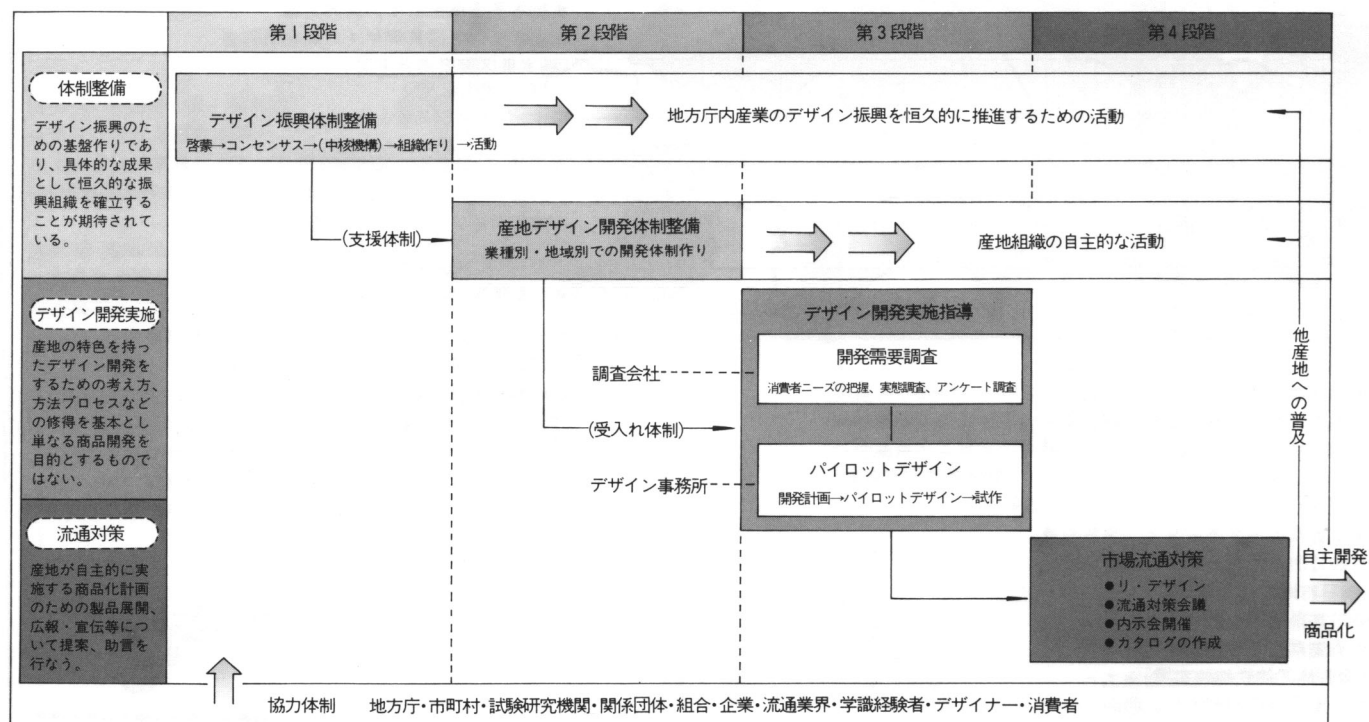 第1段階
第2段階
第3段階
第4段階
体制整備
デザイン振興のた
めの基盤作りであ
り、具体的な成果
として恒久的な振
興組織を確立する
ことが期待されて
いる。
デザイン振興体制整備
啓蒙→コンセンサス→(中核機構)→組織作り→活動
地方庁内産業のデザイン振興を恒久的に推進するための活動
(支援体制)
産地デザイン開発体制整備
業種別・地域別での開発体制作り
産地組織の自主的な活動
デザイン開発実施
産地の特色を持っ
たデザイン開発を
するための考え方、
方法プロセスなど
の修得を基本とし
単なる商品開発を
目的とするもので
はない。
デザイン開発実施指導
調査会社
開発需要調査
消費者ニーズの把握、実態調査、アンケート調査
(受入れ体制)
デザイン事務所
パイロットデザイン
開発計画→パイロットデザイン→試作
他産地への普及
流通対策
産地が自主的に実
施する商品化計画
のための製品展開、
広報・宣伝等につ
いて提案、助言を
行なう。
市場流通対策
●リ・デザイン
●流通対策会議
●内示会開催
●カタログの作成
自主開発
商品化
協力体制 地方庁・市町村・試験研究機関・関係団体・組合・企業・流通業界・学識経験者・デザイナー・消費者